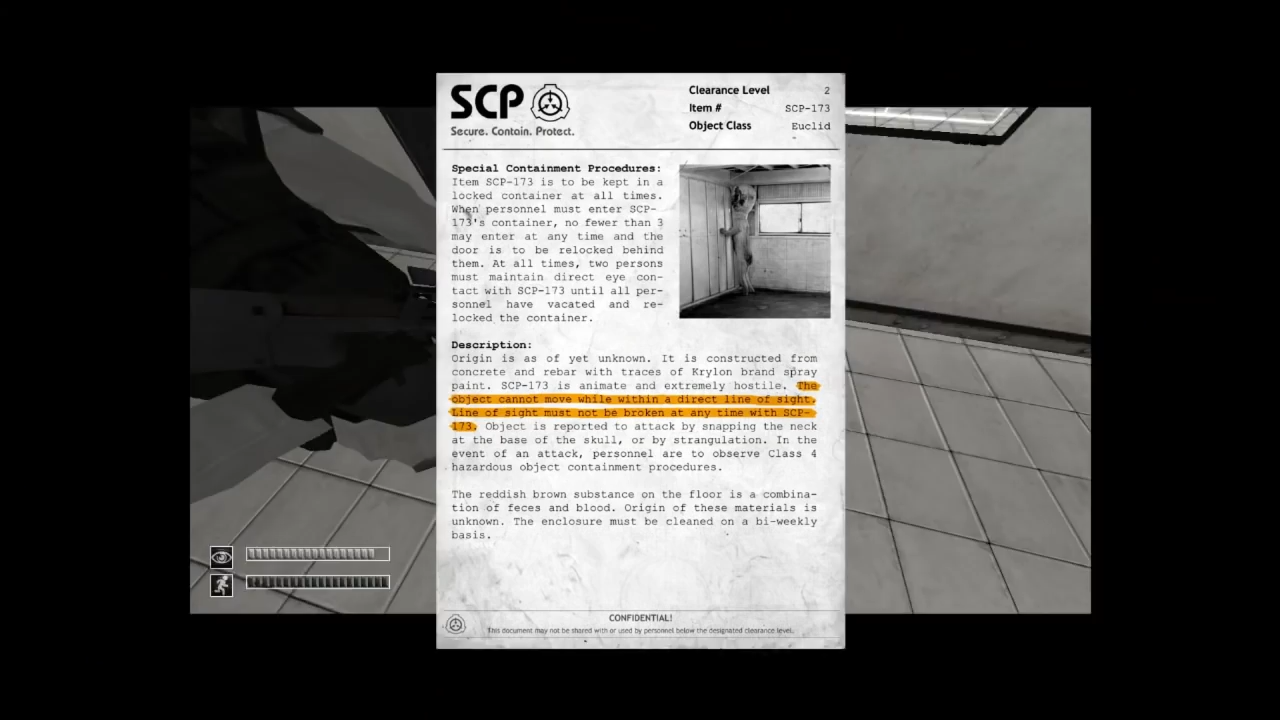 SCP
Secure. Contain. Protect.
Clearance Level 2
Item # SCP-173
Object Class Euclid
Special Containment Procedures:
Item SCP-173 is to be kept in a
locked container at all times.
When personnel must enter SCP-
173's container, no fewer than 3
may enter at any time and the
door is to be relocked behind
them. At all times, two persons
must maintain direct eye con-
tact with SCP-173 until all per-
sonnel have vacated and re-
locked the container.
Description:
Origin is as of yet unknown. It is constructed from
concrete and rebar with traces of Krylon brand spray
paint. SCP-173 is animate and extremely hostile. The
object cannot move while within a direct line of sight.
Line of sight must not be broken at any time with SCP-
173. Object is reported to attack by snapping the neck
at the base of the skull, or by strangulation. In the
event of an attack, personnel are to observe Class 4
hazardous object containment procedures.
The reddish brown substance on the floor is a combina-
tion of feces and blood. Origin of these materials is
unknown. The enclosure must be cleaned on a bi-weekly
basis.
CONFIDENTIAL!
This document may not be shared with or used by personnel below the designated clearance level.